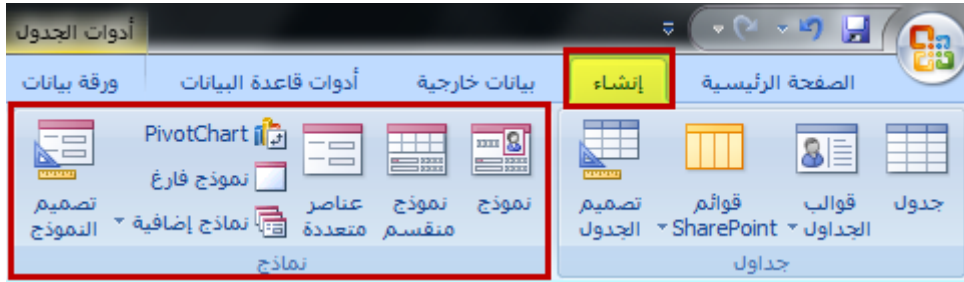 أدوات الجدول
الصفحة الرئيسية
إنشاء
بيانات خارجية
أدوات قاعدة البيانات
ورقة بيانات
جدول
قوالب
الجداول
قوائم
SharePoint
تصميم
الجدول
جداول
نموذج
نموذج
منقسم
عناصر
متعددة
PivotChart
نموذج فارغ
نماذج إضافية
تصميم
النموذج
نماذج